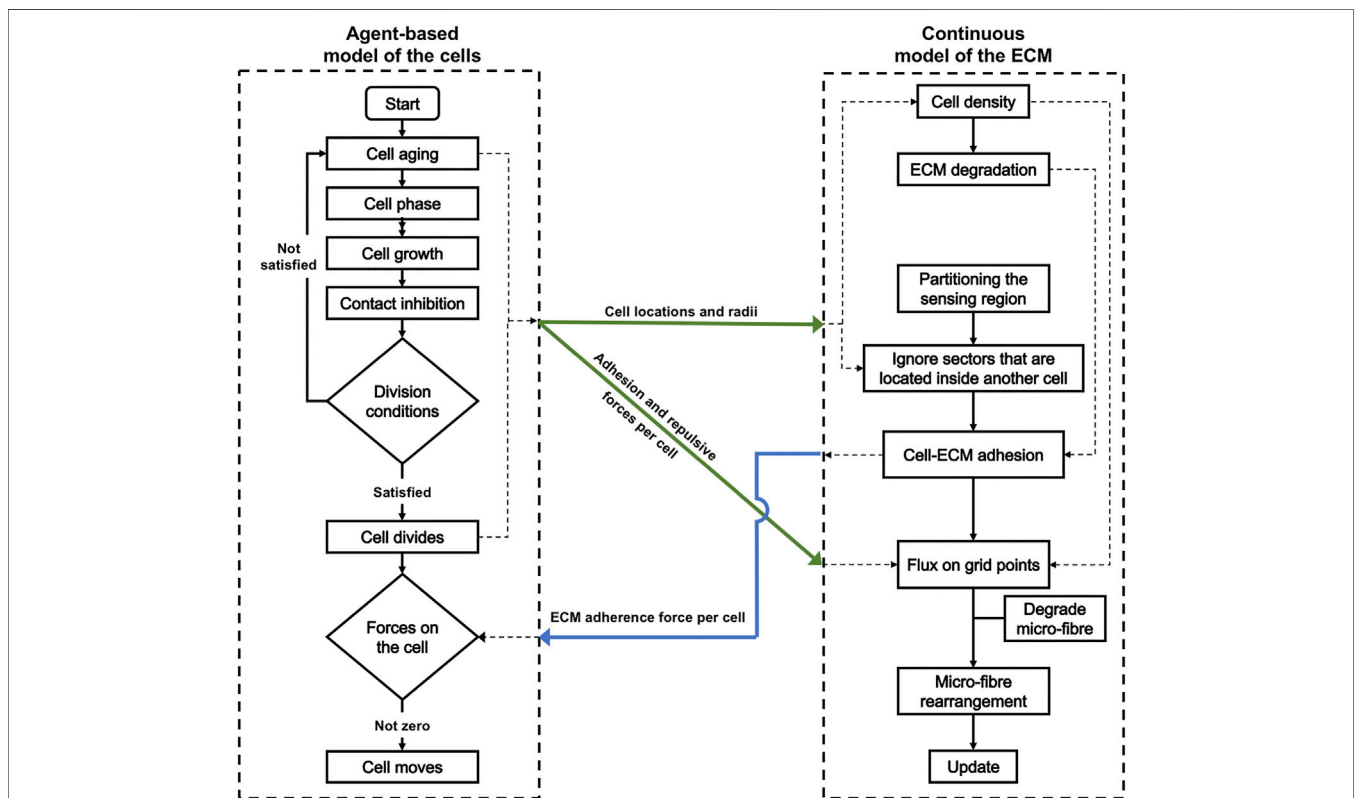 Agent-based
model of the cells
Start
Cell aging
Cell phase
Cell growth
Not
satisfied
Contact inhibition
Division
conditions
Satisfied
Cell divides
Forces on
the cell
Not zero
Cell moves
Cell locations and radii
Adhesion and repulsive
forces per cell
ECM adherence force per cell
Continuous
model of the ECM
Cell density
ECM degradation
Partitioning the
sensing region
Ignore sectors that are
located inside another cell
Cell-ECM adhesion
Flux on grid points
Degrade
micro-fibre
Micro-fibre
rearrangement
Update